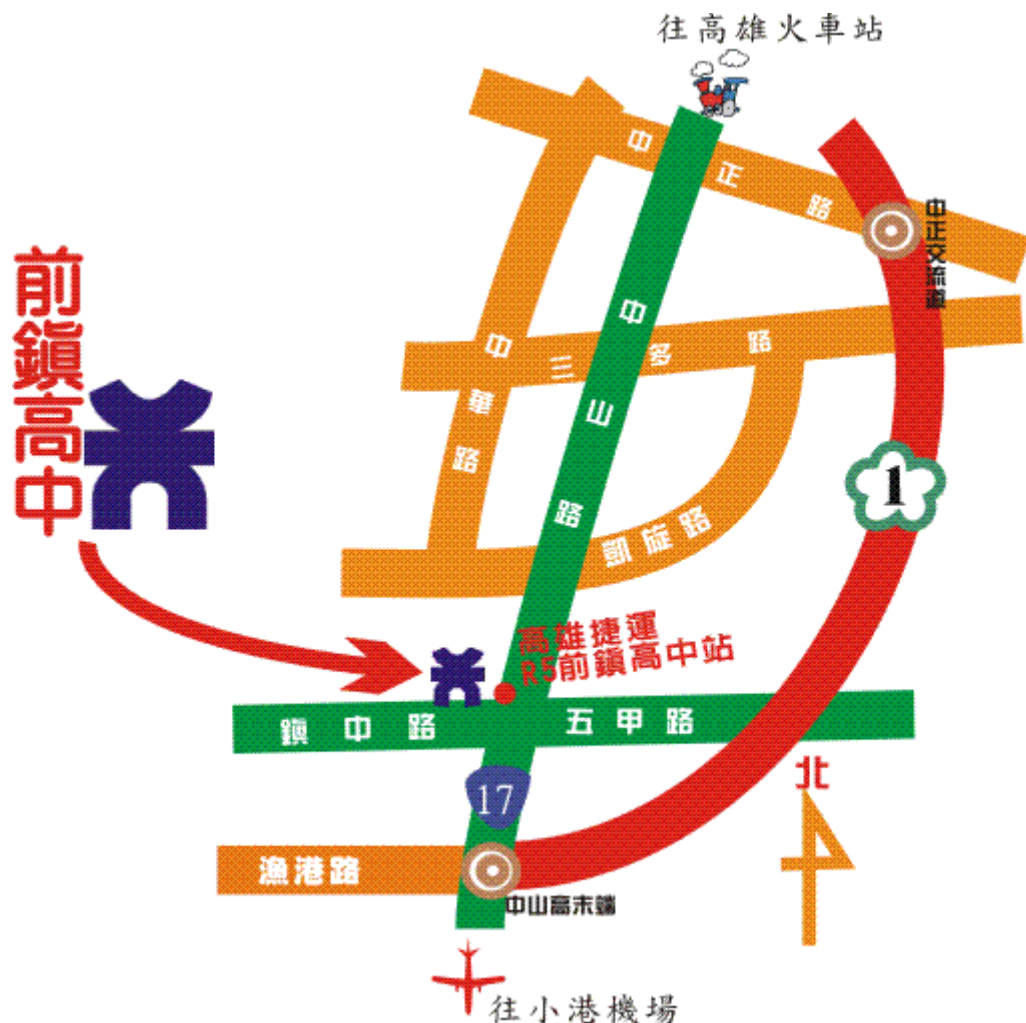 往高雄火車站
中正路
中正交流道
前鎮高中
中山路
三多路
中華路
1
凱旋路
高雄捷運
R5前鎮高中站
鎮中路
五甲路
北
17
漁港路
中山高末端
往小港機場